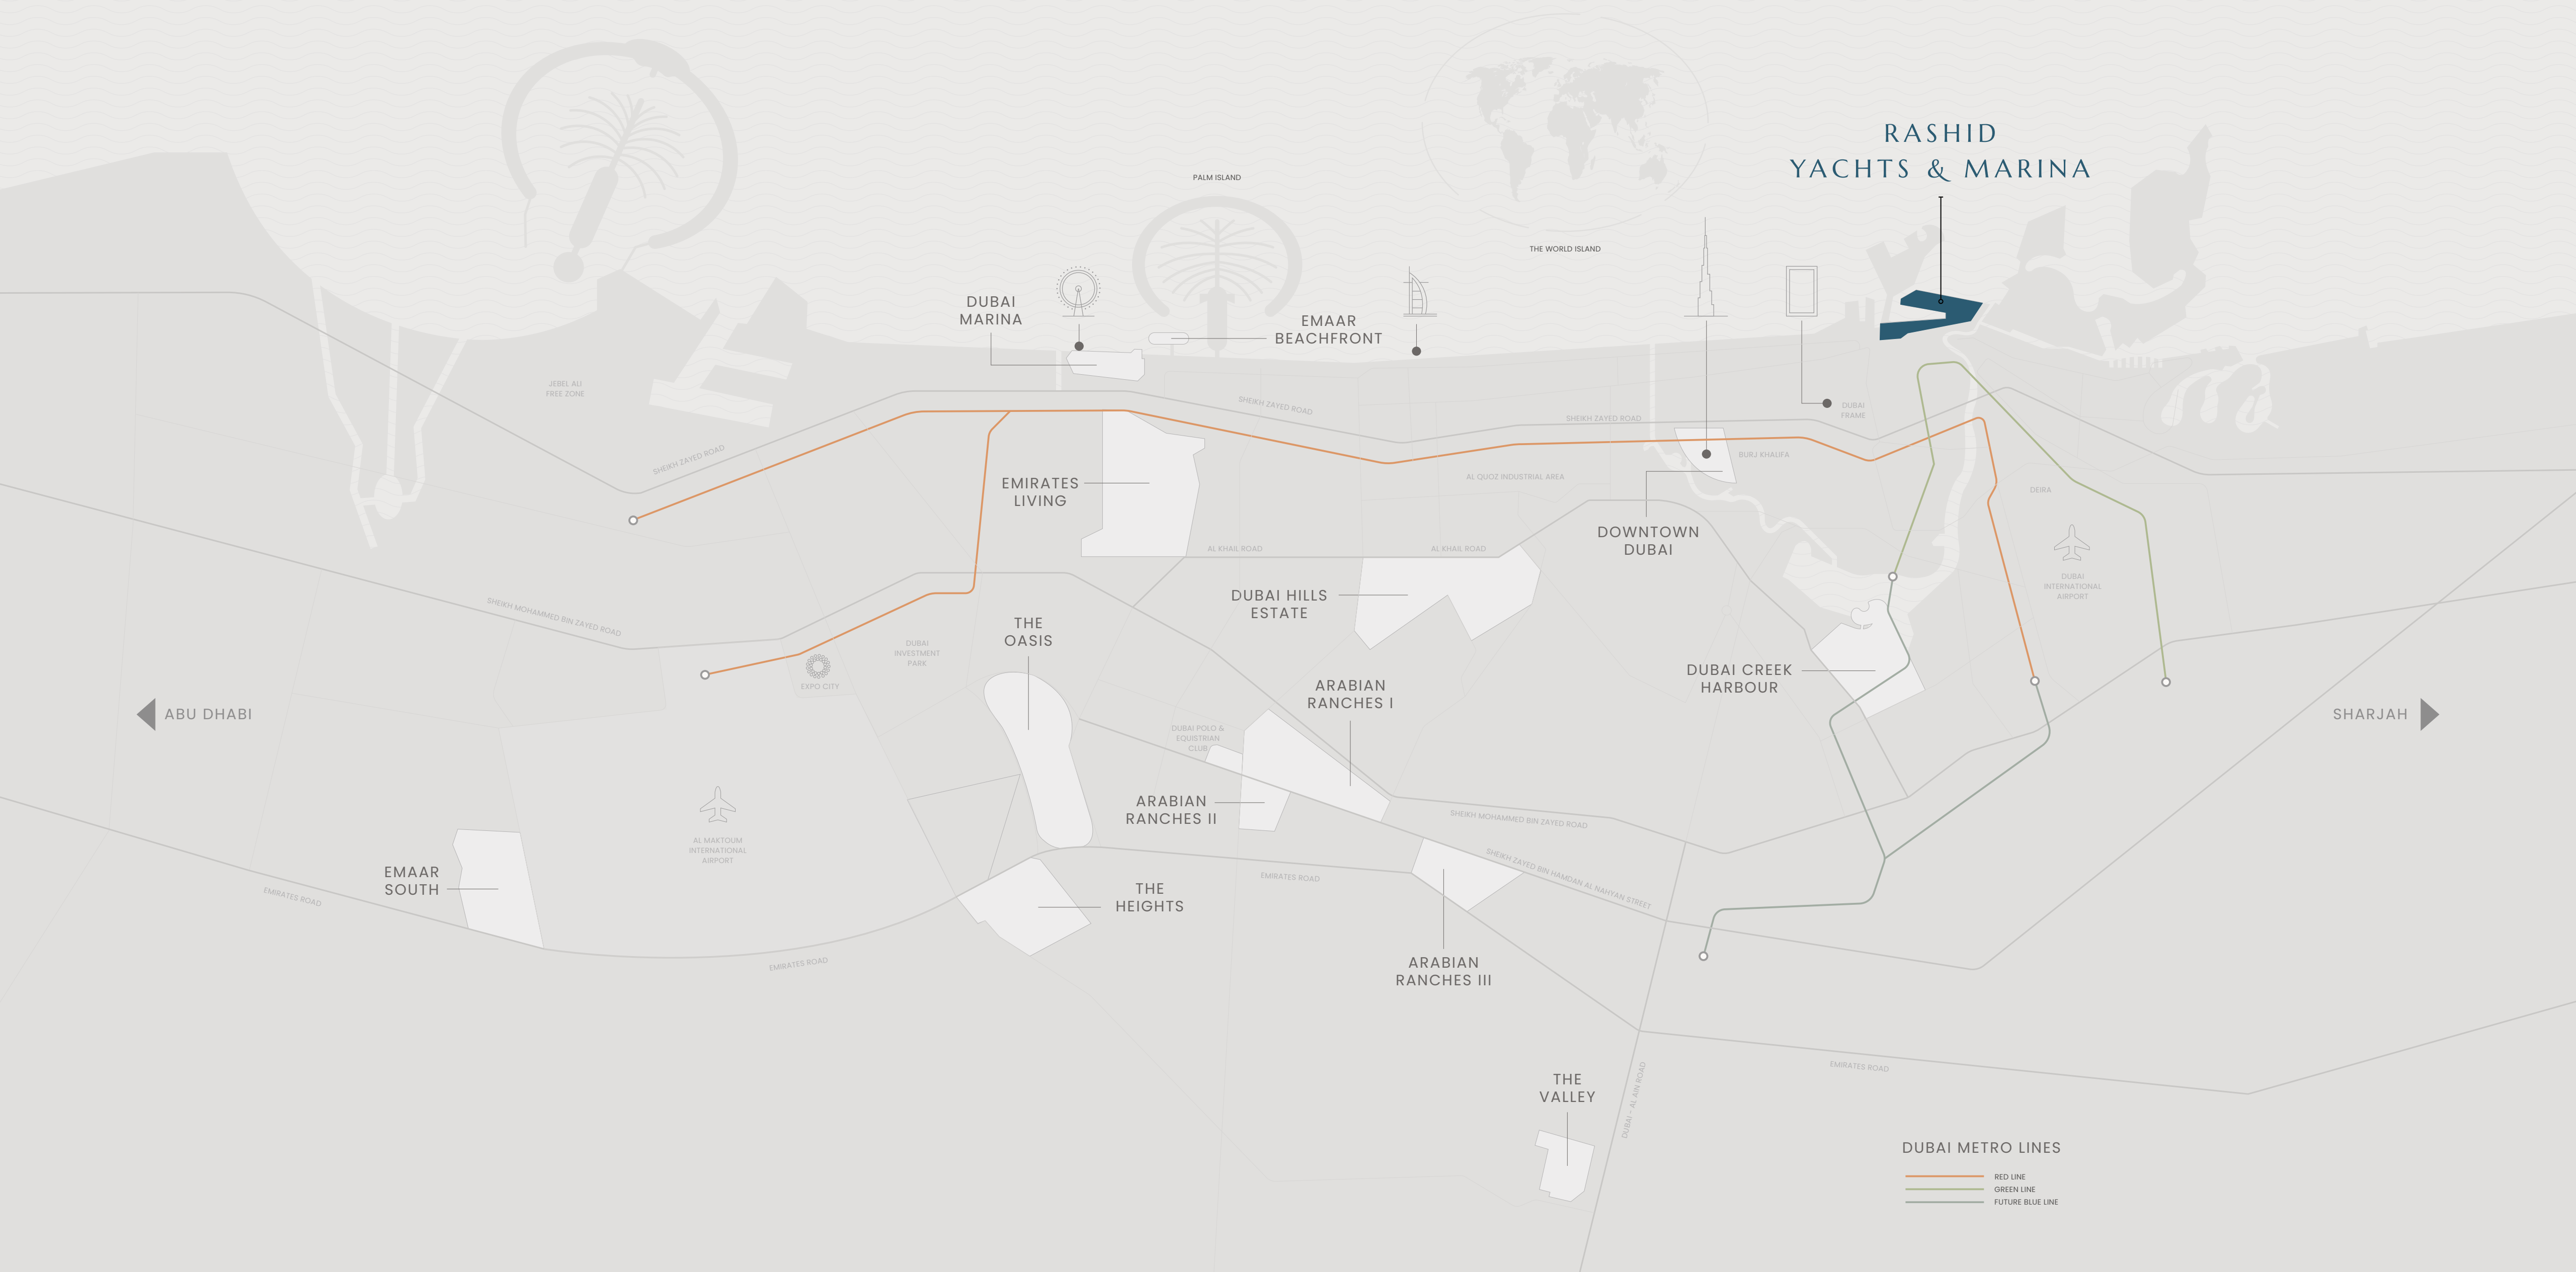 RASHID
YACHTS & MARINA
PALM ISLAND
THE WORLD ISLAND
DUBAI
MARINA
EMAAR
BEACHFRONT
JEBEL ALI
FREE ZONE
SHEIKH ZAYED ROAD
SHEIKH ZAYED ROAD
DUBAI
FRAME
SHEIKH ZAYED ROAD
BURJ KHALIFA
AL QUOZ INDUSTRIAL AREA
EMIRATES
LIVING
DEIRA
DOWNTOWN
DUBAI
AL KHAIL ROAD
AL KHAIL ROAD
DUBAI
INTERNATIONAL
AIRPORT
DUBAI HILLS
ESTATE
SHEIKH MOHAMMED BIN ZAYED ROAD
THE
OASIS
DUBAI
INVESTMENT
PARK
EXPO CITY
DUBAI CREEK
HARBOUR
ARABIAN
RANCHES I
ABU DHABI
SHARJAH
DUBAI POLO &
EQUISTRIAN
CLUB
ARABIAN
RANCHES II
SHEIKH MOHAMMED BIN ZAYED ROAD
AL MAKTOUM
INTERNATIONAL
AIRPORT
SHEIKH ZAYED BIN HAMDAN AL NAHYAN STREET
EMAAR
SOUTH
EMIRATES ROAD
EMIRATES ROAD
THE
HEIGHTS
EMIRATES ROAD
ARABIAN
RANCHES III
EMIRATES ROAD
THE
VALLEY
DUBAI - AL AIN ROAD
DUBAI METRO LINES
RED LINE
GREEN LINE
FUTURE BLUE LINE